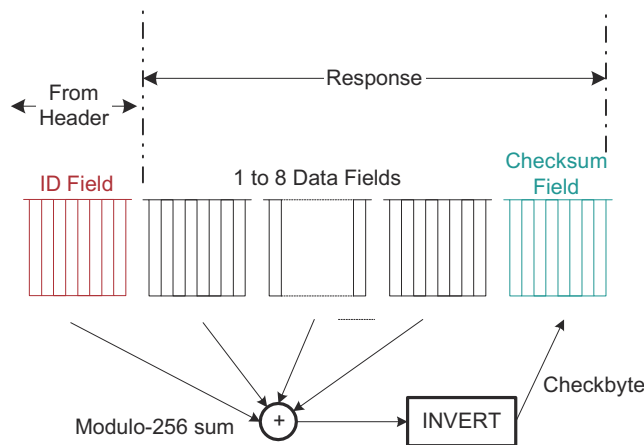 From
Header
Response
ID Field
1 to 8 Data Fields
Checksum
Field
Modulo-256 sum
+
INVERT
Checkbyte